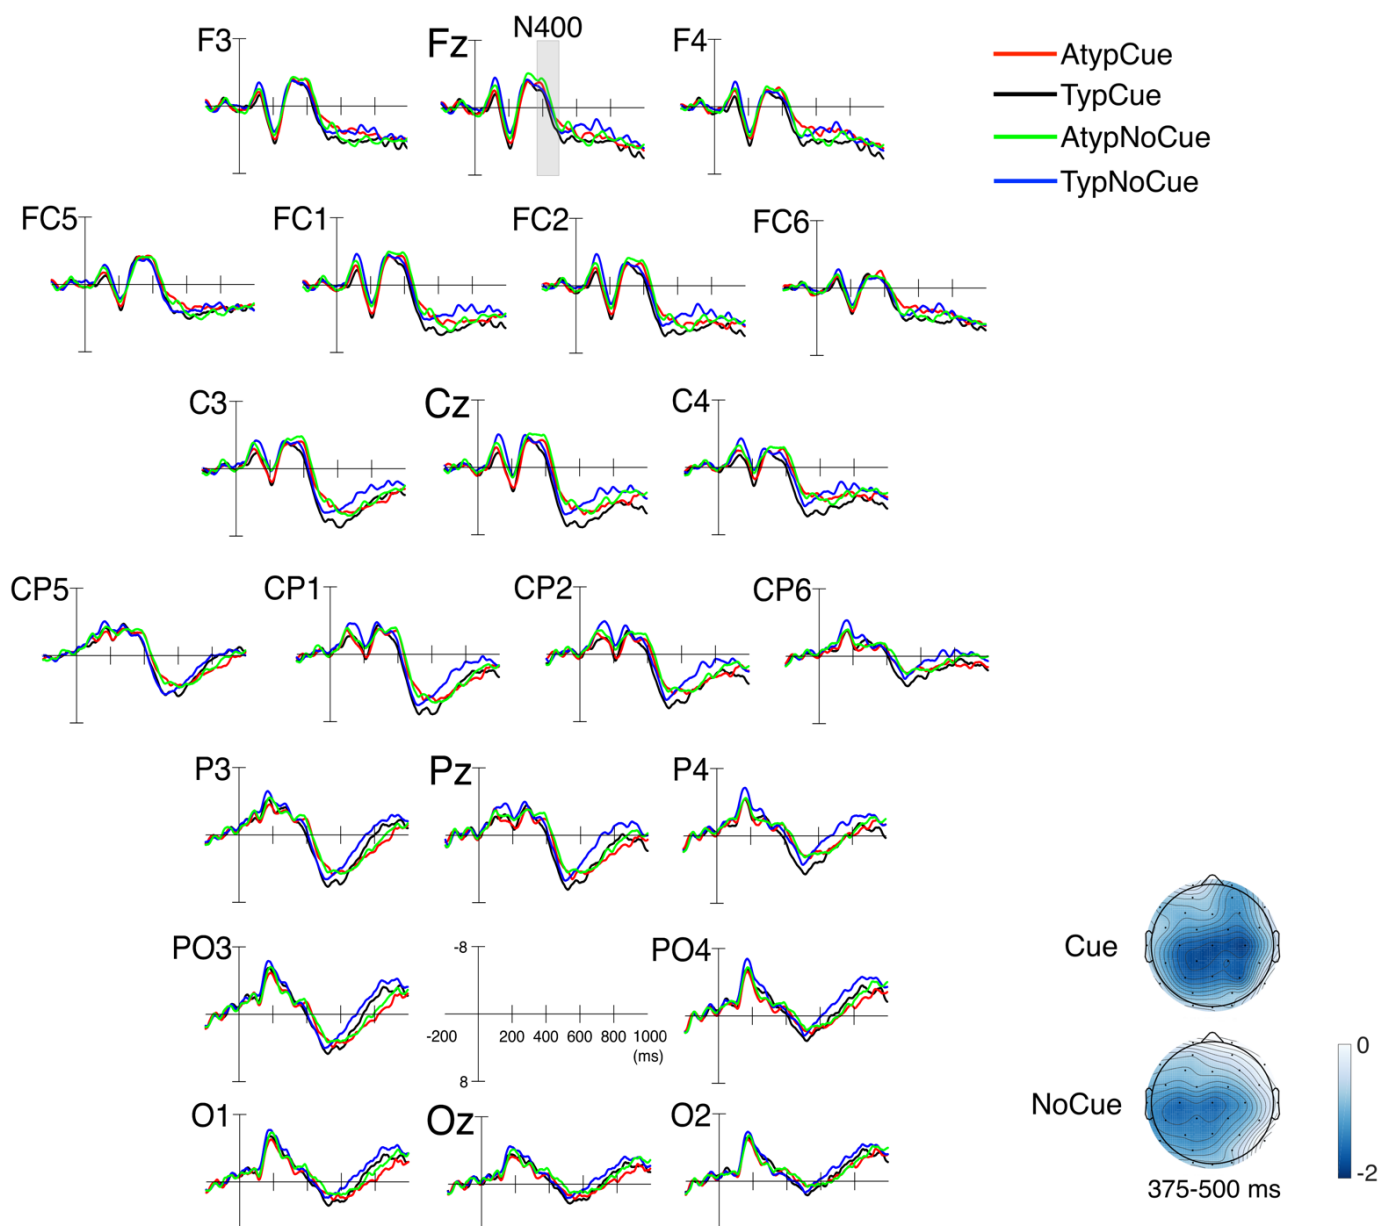 N400
F3
Fz
F4
AtypCue
TypCue
AtypNoCue
TypNoCue
FC5
FC1
FC2
FC6
C3
Cz
C4
CP5
CP1
CP2
CP6
P3
Pz
P4
PO3
-8
-200 200 400 600 800 1000
(ms)
8
PO4
Cue
O1
Oz
O2
NoCue
0
-2
375-500 ms